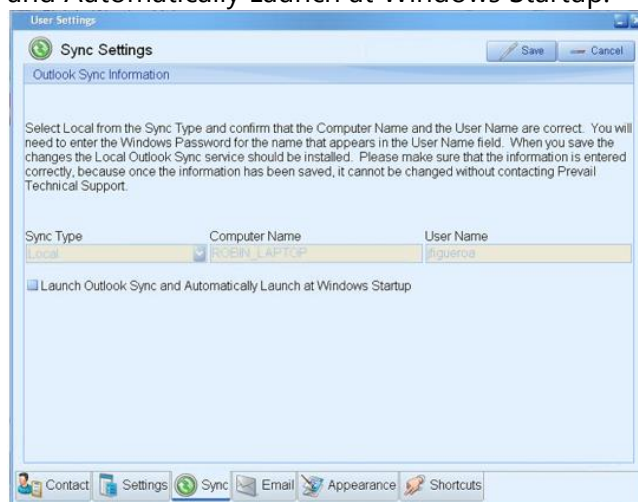 and Automatically Launch at Windows Startup.
User Settings
Sync Settings
Save
Cancel
Outlook Sync Information
Select Local from the Sync Type and confirm that the Computer Name and the User Name are correct. You will
need to enter the Windows Password for the name that appears in the User Name field. When you save the
changes the Local Outlook Sync service should be installed. Please make sure that the information is entered
correctly, because once the information has been saved, it cannot be changed without contacting Prevail
Technical Support.
Sync Type Computer Name User Name
Local ROBIN_LAPTOP jfigueroa
Launch Outlook Sync and Automatically Launch at Windows Startup
Contact Settings Sync Email Appearance Shortcuts